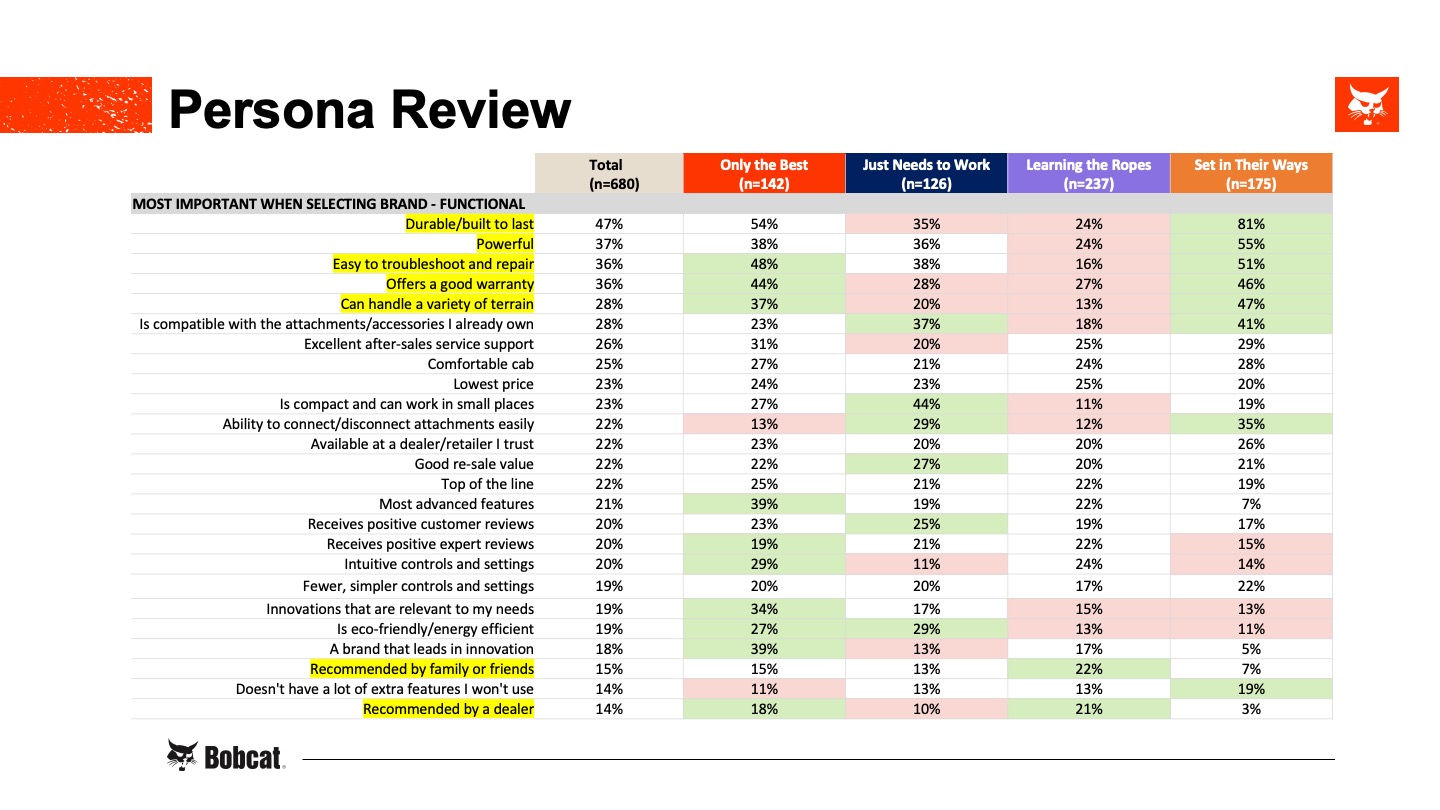 Persona Review
Total Only the Best Just Needs to Work Learning the Ropes Set in Their Ways
(n=680) (n=142) (n=126) (n=237) (n=175)
MOST IMPORTANT WHEN SELECTING BRAND - FUNCTIONAL
Durable/built to last 47% 54% 35% 24% 81%
Powerful 37% 38% 36% 24% 55%
Easy to troubleshoot and repair 36% 48% 38% 16% 51%
Offers a good warranty 36% 44% 28% 27% 46%
Can handle a variety of terrain 28% 37% 20% 13% 47%
Is compatible with the attachments/accessories I already own 28% 23% 37% 18% 41%
Excellent after-sales service support 26% 31% 20% 25% 29%
Comfortable cab 25% 27% 21% 24% 28%
Lowest price 23% 24% 23% 25% 20%
Is compact and can work in small places 23% 27% 44% 11% 19%
Ability to connect/disconnect attachments easily 22% 13% 29% 12% 35%
Available at a dealer/retailer I trust 22% 23% 20% 20% 26%
Good re-sale value 22% 22% 27% 20% 21%
Top of the line 22% 25% 21% 22% 19%
Most advanced features 21% 39% 19% 22% 7%
Receives positive customer reviews 20% 23% 25% 19% 17%
Receives positive expert reviews 20% 19% 21% 22% 15%
Intuitive controls and settings 20% 29% 11% 24% 14%
Fewer, simpler controls and settings 19% 20% 20% 17% 22%
Innovations that are relevant to my needs 19% 34% 17% 15% 13%
Is eco-friendly/energy efficient 19% 27% 29% 13% 11%
A brand that leads in innovation 18% 39% 13% 17% 5%
Recommended by family or friends 15% 15% 13% 22% 7%
Doesn't have a lot of extra features I won't use 14% 11% 13% 13% 19%
Recommended by a dealer 14% 18% 10% 21% 3%
Bobcat®